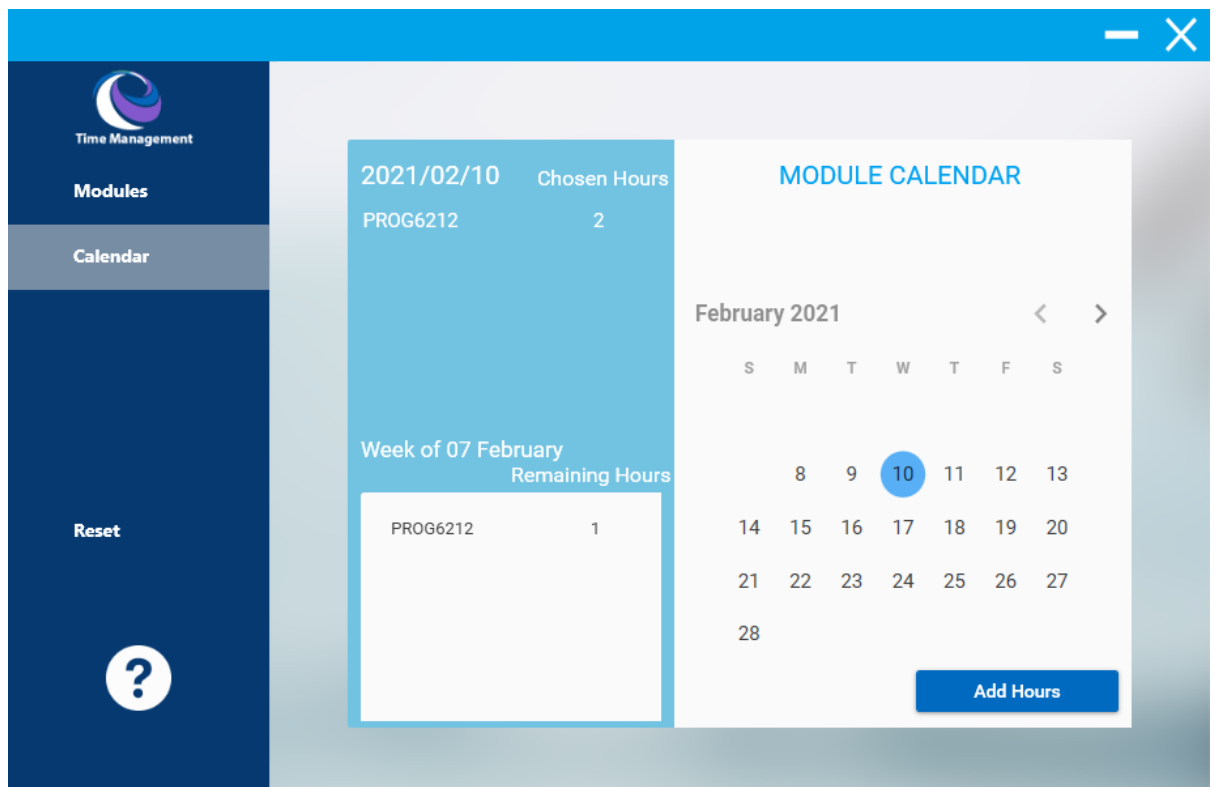 Time Management
Modules
Calendar
Reset
?
2021/02/10 Chosen Hours
PROG6212 2
Week of 07 February
Remaining Hours
PROG6212 1
MODULE CALENDAR
February 2021
S M T W T F S
8 9 10 11 12 13
14 15 16 17 18 19 20
21 22 23 24 25 26 27
28
Add Hours